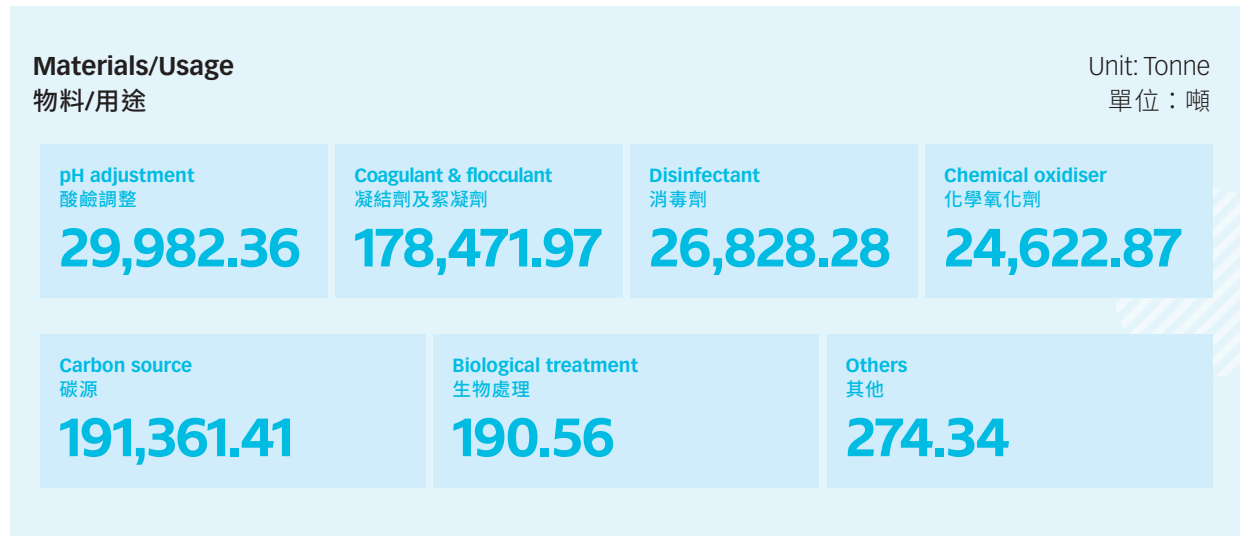 Materials/Usage
物料/用途
Unit: Tonne
單位：噸
pH adjustment
酸鹼調整
29,982.36
Coagulant & flocculant
凝結劑及絮凝劑
178,471.97
Disinfectant
消毒劑
26,828.28
Chemical oxidiser
化學氧化劑
24,622.87
Carbon source
碳源
191,361.41
Biological treatment
生物處理
190.56
Others
其他
274.34